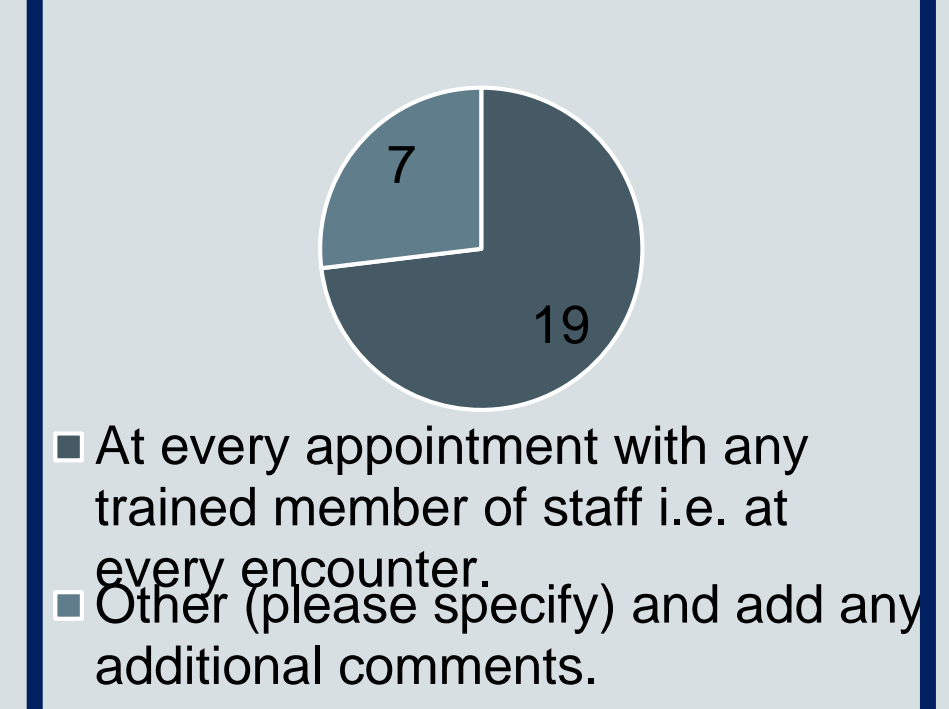 7
19
At every appointment with any
trained member of staff i.e. at
every encounter.
Other (please specify) and add any
additional comments.